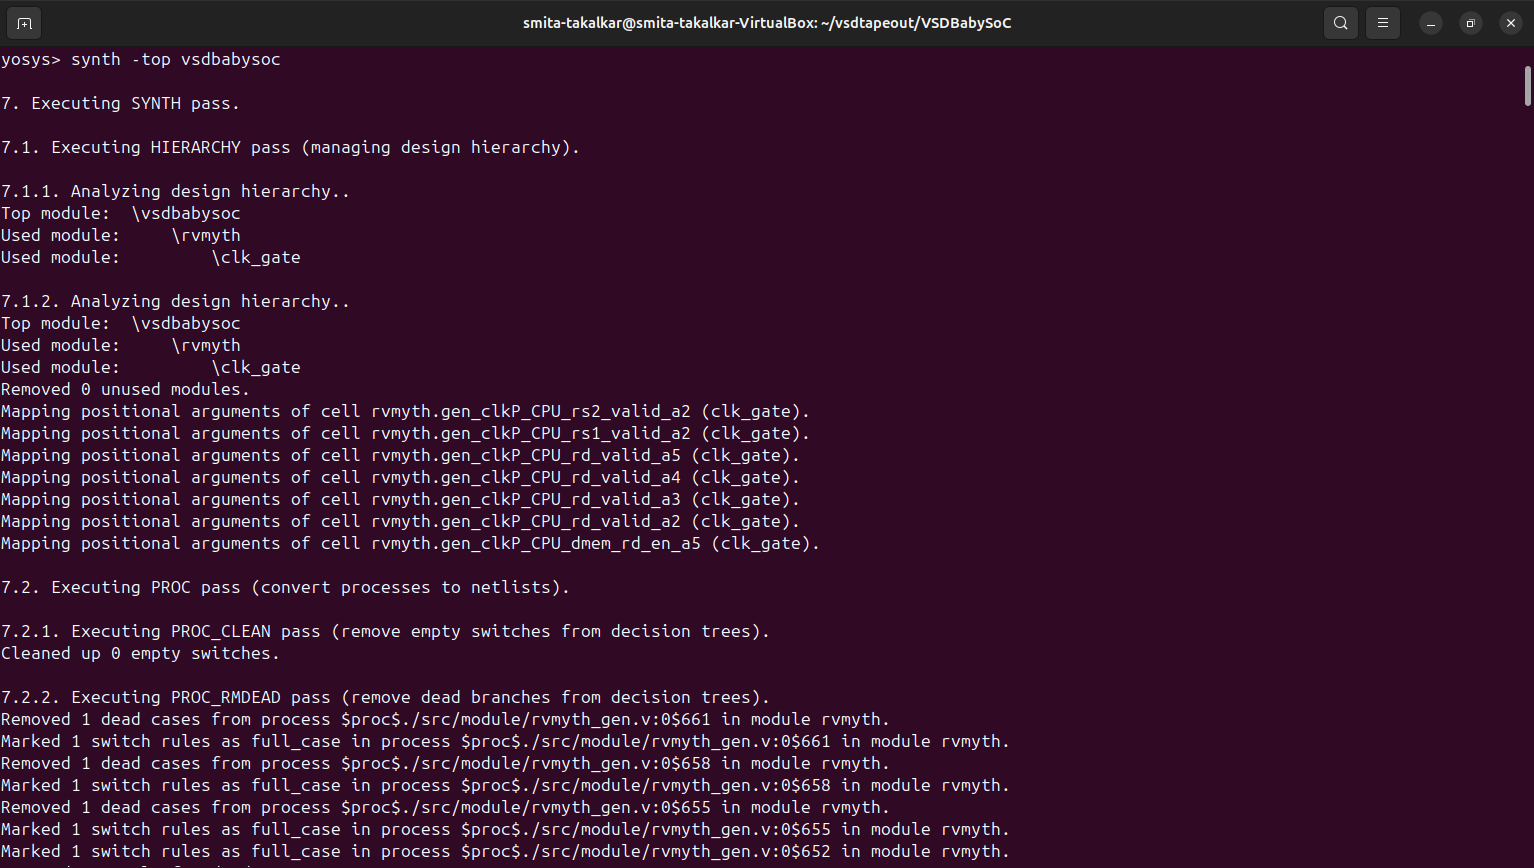 smita-takalkar@smita-takalkar-VirtualBox: ~/vsdtapeout/VSDBabySoC
yosys> synth -top vsdbabysoc
7. Executing SYNTH pass.
7.1. Executing HIERARCHY pass (managing design hierarchy).
7.1.1. Analyzing design hierarchy..
Top module:  \vsdbabysoc
Used module:     \rvmyth
Used module:         \clk_gate
7.1.2. Analyzing design hierarchy..
Top module:  \vsdbabysoc
Used module:     \rvmyth
Used module:         \clk_gate
Removed 0 unused modules.
Mapping positional arguments of cell rvmyth.gen_clkP_CPU_rs2_valid_a2 (clk_gate).
Mapping positional arguments of cell rvmyth.gen_clkP_CPU_rs1_valid_a2 (clk_gate).
Mapping positional arguments of cell rvmyth.gen_clkP_CPU_rd_valid_a5 (clk_gate).
Mapping positional arguments of cell rvmyth.gen_clkP_CPU_rd_valid_a4 (clk_gate).
Mapping positional arguments of cell rvmyth.gen_clkP_CPU_rd_valid_a3 (clk_gate).
Mapping positional arguments of cell rvmyth.gen_clkP_CPU_rd_valid_a2 (clk_gate).
Mapping positional arguments of cell rvmyth.gen_clkP_CPU_dmem_rd_en_a5 (clk_gate).
7.2. Executing PROC pass (convert processes to netlists).
7.2.1. Executing PROC_CLEAN pass (remove empty switches from decision trees).
Cleaned up 0 empty switches.
7.2.2. Executing PROC_RMDEAD pass (remove dead branches from decision trees).
Removed 1 dead cases from process $proc$./src/module/rvmyth_gen.v:0$661 in module rvmyth.
Marked 1 switch rules as full_case in process $proc$./src/module/rvmyth_gen.v:0$661 in module rvmyth.
Removed 1 dead cases from process $proc$./src/module/rvmyth_gen.v:0$658 in module rvmyth.
Marked 1 switch rules as full_case in process $proc$./src/module/rvmyth_gen.v:0$658 in module rvmyth.
Removed 1 dead cases from process $proc$./src/module/rvmyth_gen.v:0$655 in module rvmyth.
Marked 1 switch rules as full_case in process $proc$./src/module/rvmyth_gen.v:0$655 in module rvmyth.
Marked 1 switch rules as full_case in process $proc$./src/module/rvmyth_gen.v:0$652 in module rvmyth.